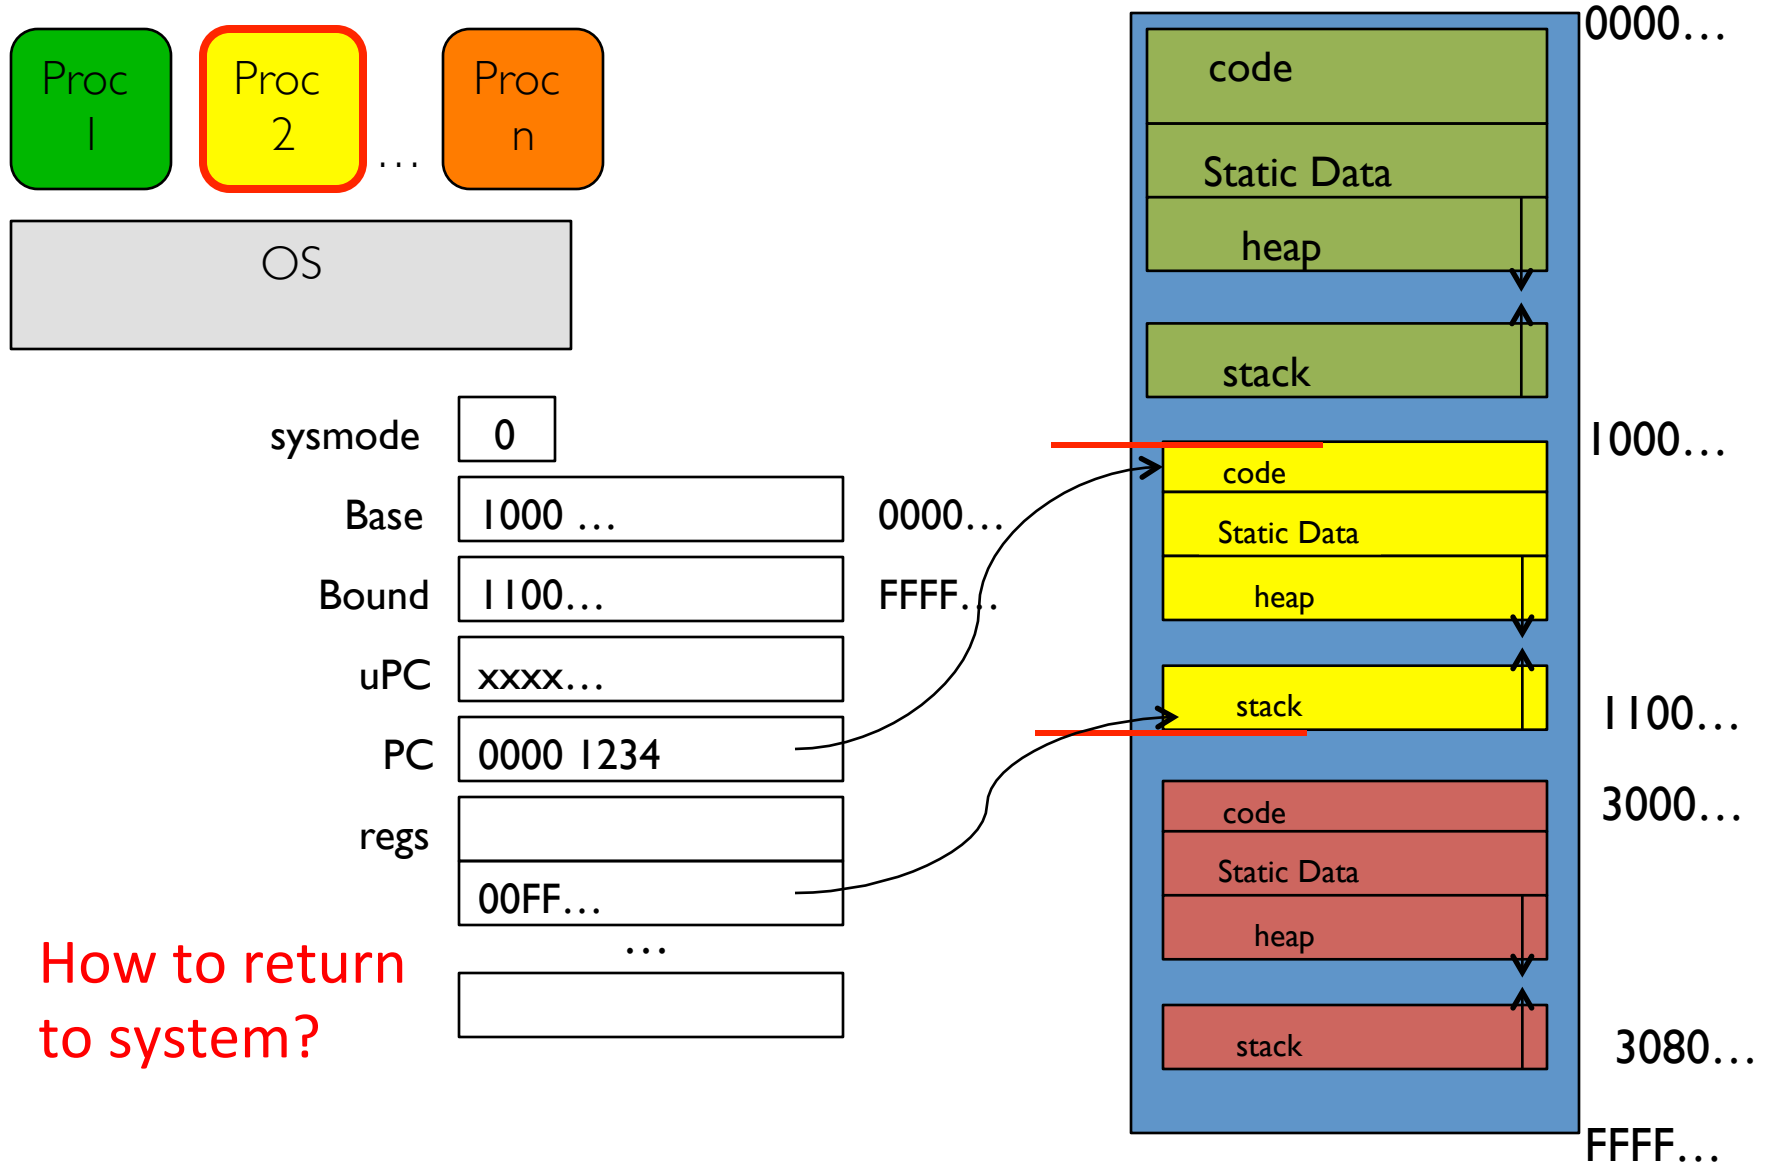 Proc
1
Proc
2
...
Proc
n
OS
sysmode 0
Base 1000 ... 0000...
Bound 1100... FFFF...
uPC xxxx...
PC 0000 1234
regs
00FF...
...
How to return
to system?
0000...
code
Static Data
heap
stack
1000...
code
Static Data
heap
stack
1100...
3000...
code
Static Data
heap
stack
3080...
FFFF...